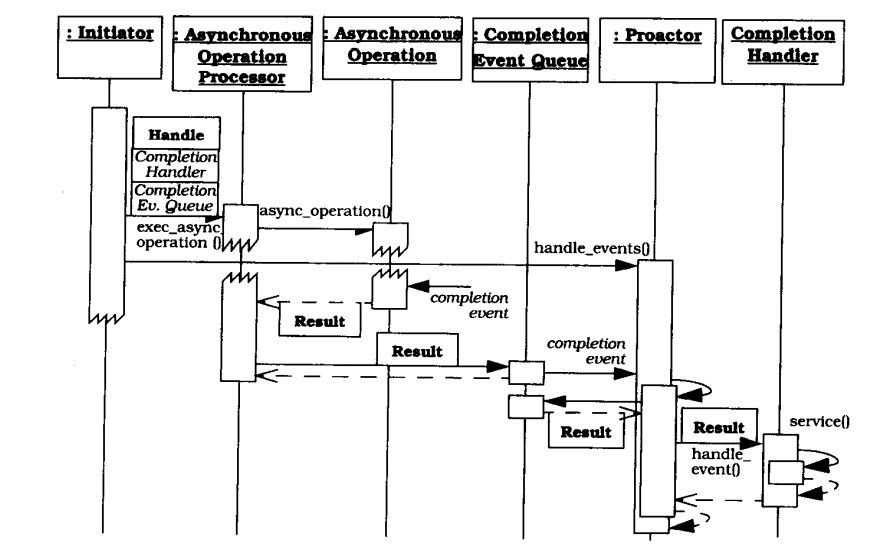 : Initiator
: Asynchronous
Operation
Processor
: Asynchronous
Operation
: Completion
Event Queue
: Proactor
Completion
Handler
Handle
Completion
Handler
Completion
Ev. Queue
exec_async_
operation ()
async_operation()
handle_events()
completion
event
Result
Result
completion
event
Result
Result
service()
handle_
event()